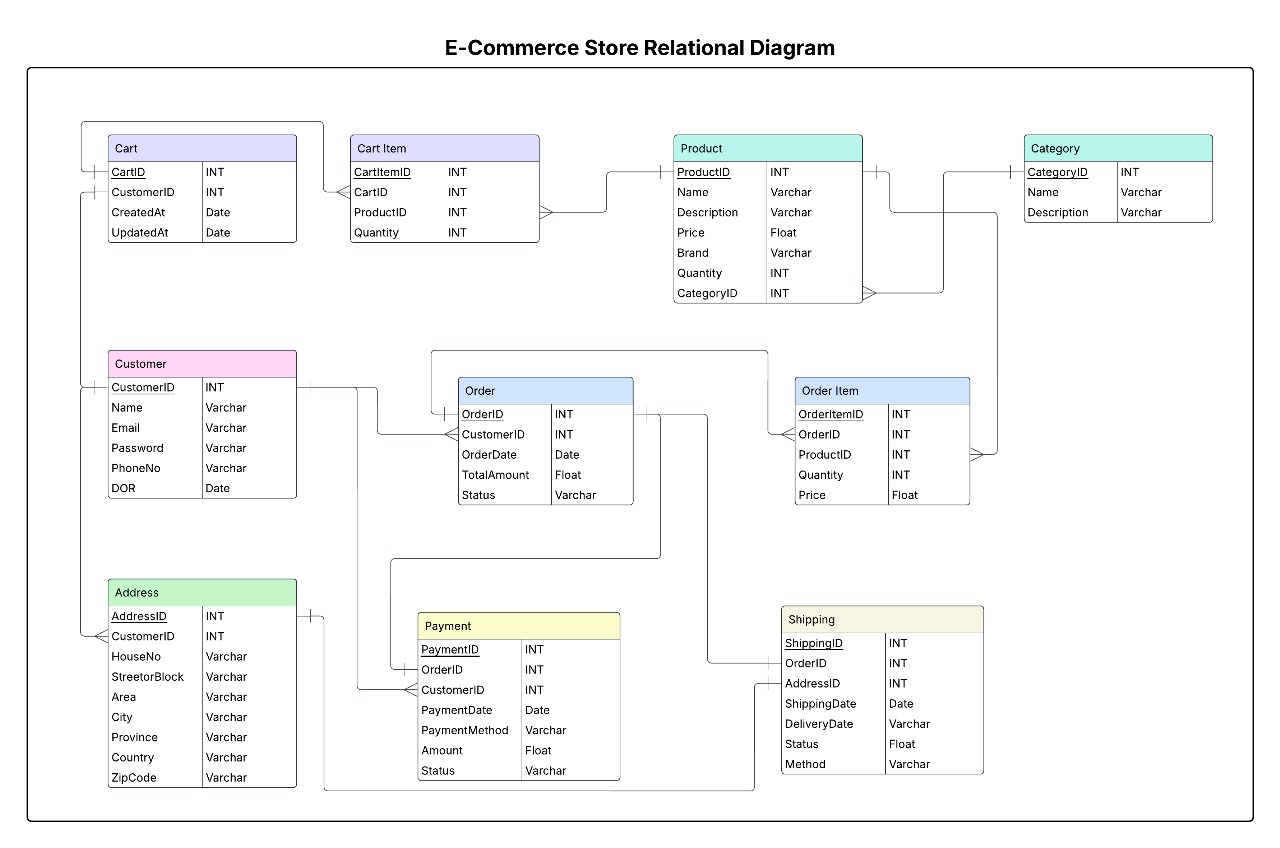 E-Commerce Store Relational Diagram
Cart
CartID INT
CustomerID INT
CreatedAt Date
UpdatedAt Date
Cart Item
CartItemID INT
CartID INT
ProductID INT
Quantity INT
Product
ProductID INT
Name Varchar
Description Varchar
Price Float
Brand Varchar
Quantity INT
CategoryID INT
Category
CategoryID INT
Name Varchar
Description Varchar
Customer
CustomerID INT
Name Varchar
Email Varchar
Password Varchar
PhoneNo Varchar
DOR Date
Order
OrderID INT
CustomerID INT
OrderDate Date
TotalAmount Float
Status Varchar
Order Item
OrderItemID INT
OrderID INT
ProductID INT
Quantity INT
Price Float
Address
AddressID INT
CustomerID INT
HouseNo Varchar
StreetorBlock Varchar
Area Varchar
City Varchar
Province Varchar
Country Varchar
ZipCode Varchar
Payment
PaymentID INT
OrderID INT
CustomerID INT
PaymentDate Date
PaymentMethod Varchar
Amount Float
Status Varchar
Shipping
ShippingID INT
OrderID INT
AddressID INT
ShippingDate Date
DeliveryDate Varchar
Status Float
Method Varchar